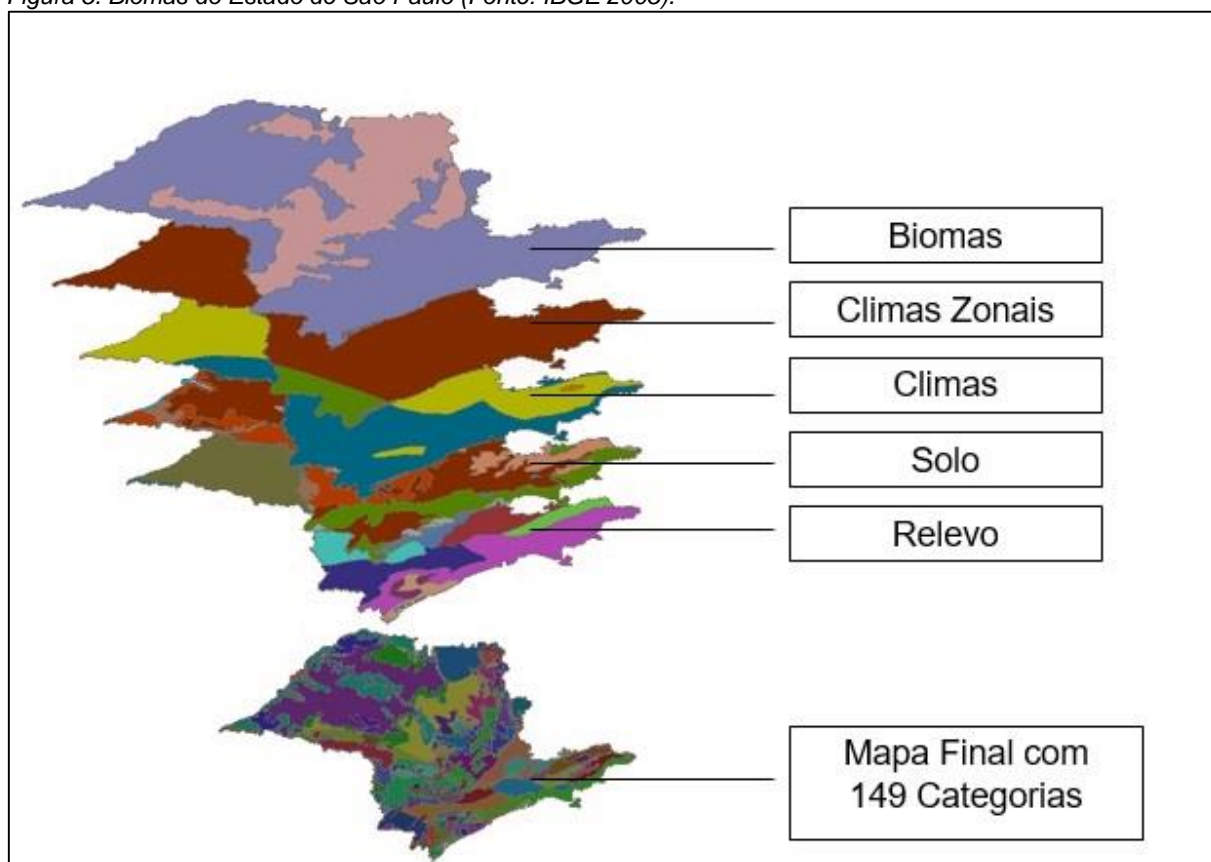 Biomas
Climas Zonais
Climas
Solo
Relevo
Mapa Final com
149 Categorias